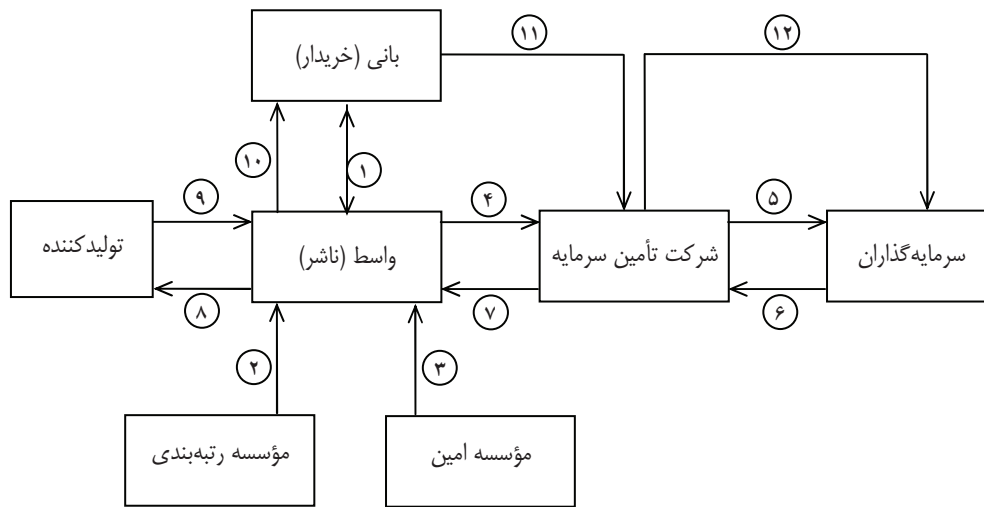 بانی (خریدار)
۱۱
۱۲
۱۰
۱
۹
۴
۵
تولیدکننده
واسط (ناشر)
شرکت تأمین سرمایه
سرمایه‌گذاران
۸
۷
۶
۲
۳
مؤسسه رتبه‌بندی
مؤسسه امین